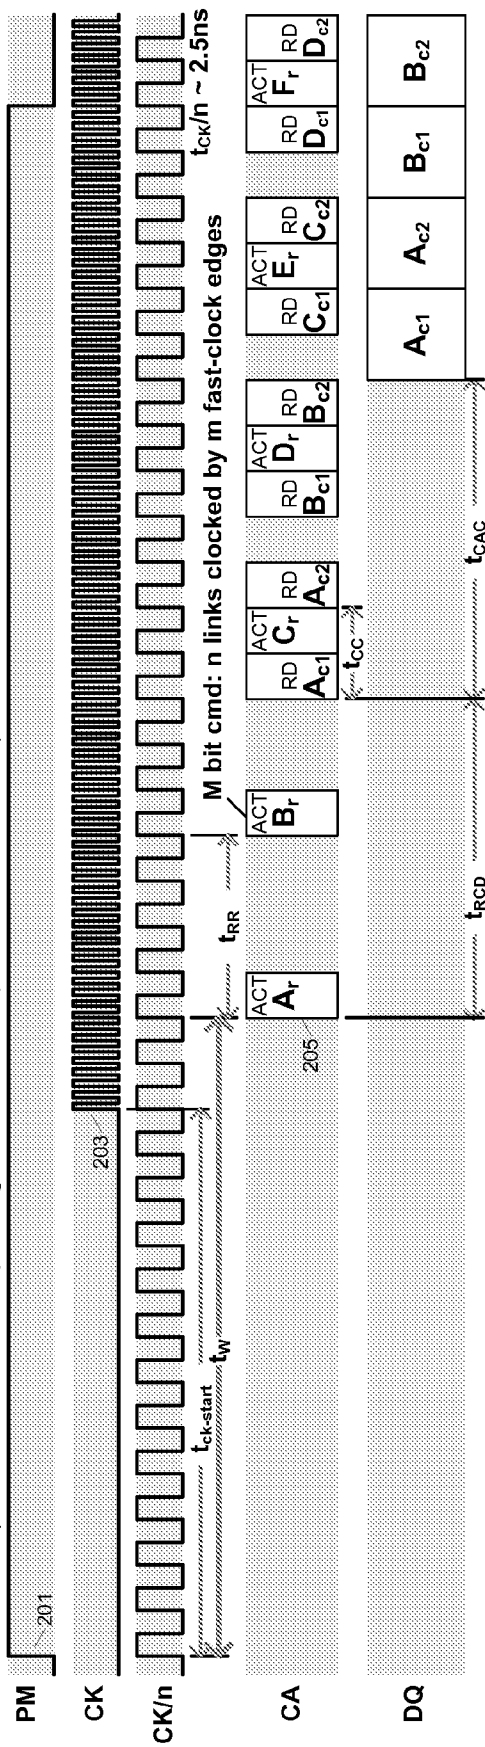 PM
201
CK
203
CK/n
tCK/n ~ 2.5ns
tck-start
tW
tRR
M bit cmd: n links clocked by m fast-clock edges
CA
ACT Ar
ACT Br
RD Ac1
ACT Cr
RD Ac2
RD Bc1
ACT Dr
RD Bc2
RD Cc1
ACT Er
RD Cc2
RD Dc1
ACT Fr
RD Dc2
205
tCC
DQ
Ac1
Ac2
Bc1
Bc2
tRCD
tCAC